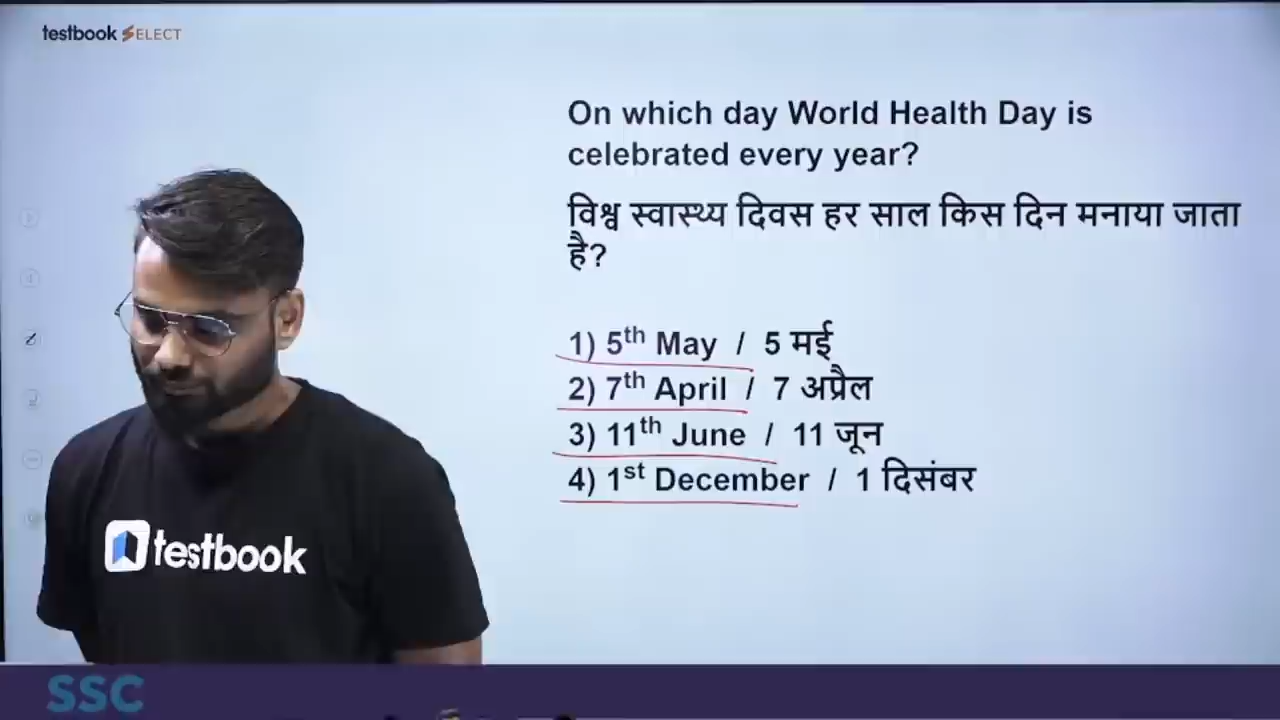 testbook SELECT
On which day World Health Day is
celebrated every year?
विश्व स्वास्थ्य दिवस हर साल किस दिन मनाया जाता
है?
1) 5th May / 5 मई
2) 7th April / 7 अप्रैल
3) 11th June / 11 जून
4) 1st December / 1 दिसंबर
testbook
SSC